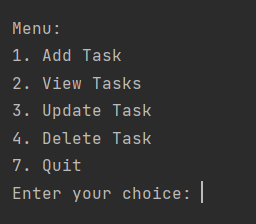 Menu:
1. Add Task
2. View Tasks
3. Update Task
4. Delete Task
7. Quit
Enter your choice: